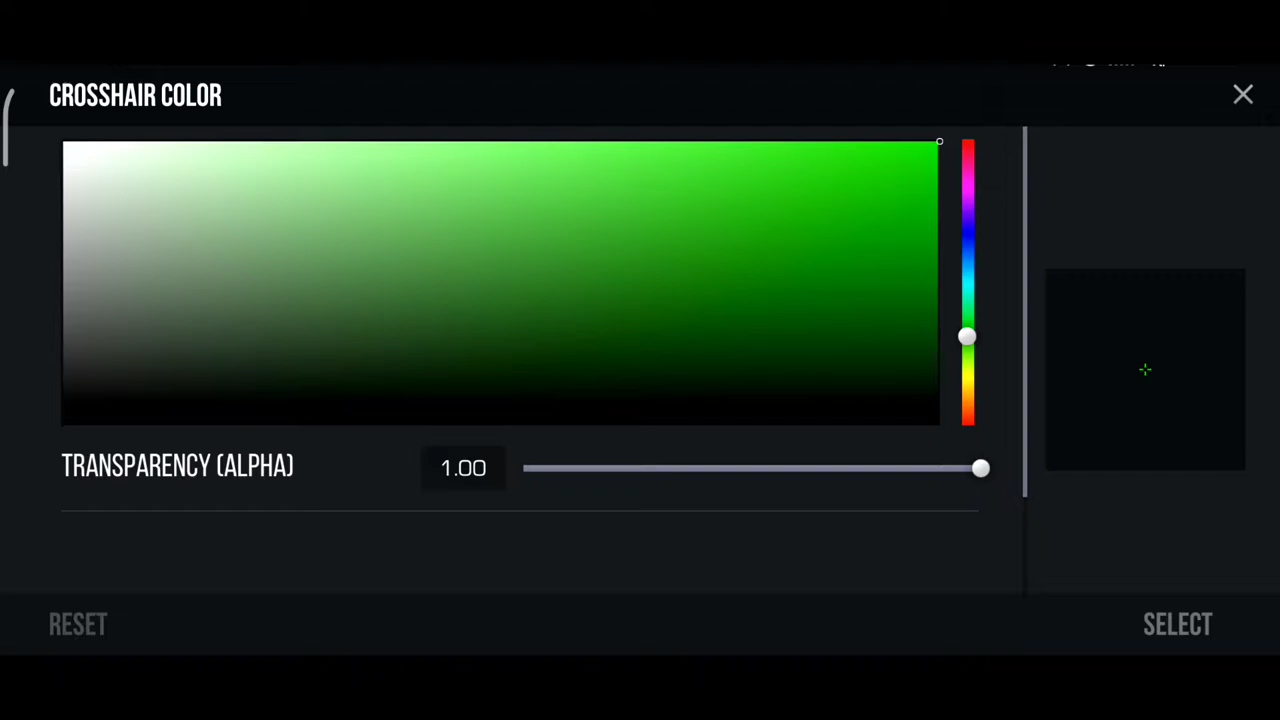 CROSSHAIR COLOR
TRANSPARENCY (ALPHA)
1.00
RESET
SELECT